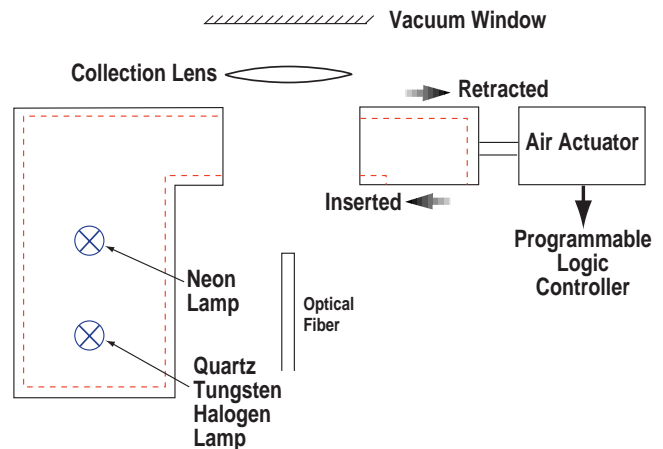 Vacuum Window
Collection Lens
Retracted
Air Actuator
Inserted
Programmable
Logic
Controller
Neon
Lamp
Optical
Fiber
Quartz
Tungsten
Halogen
Lamp